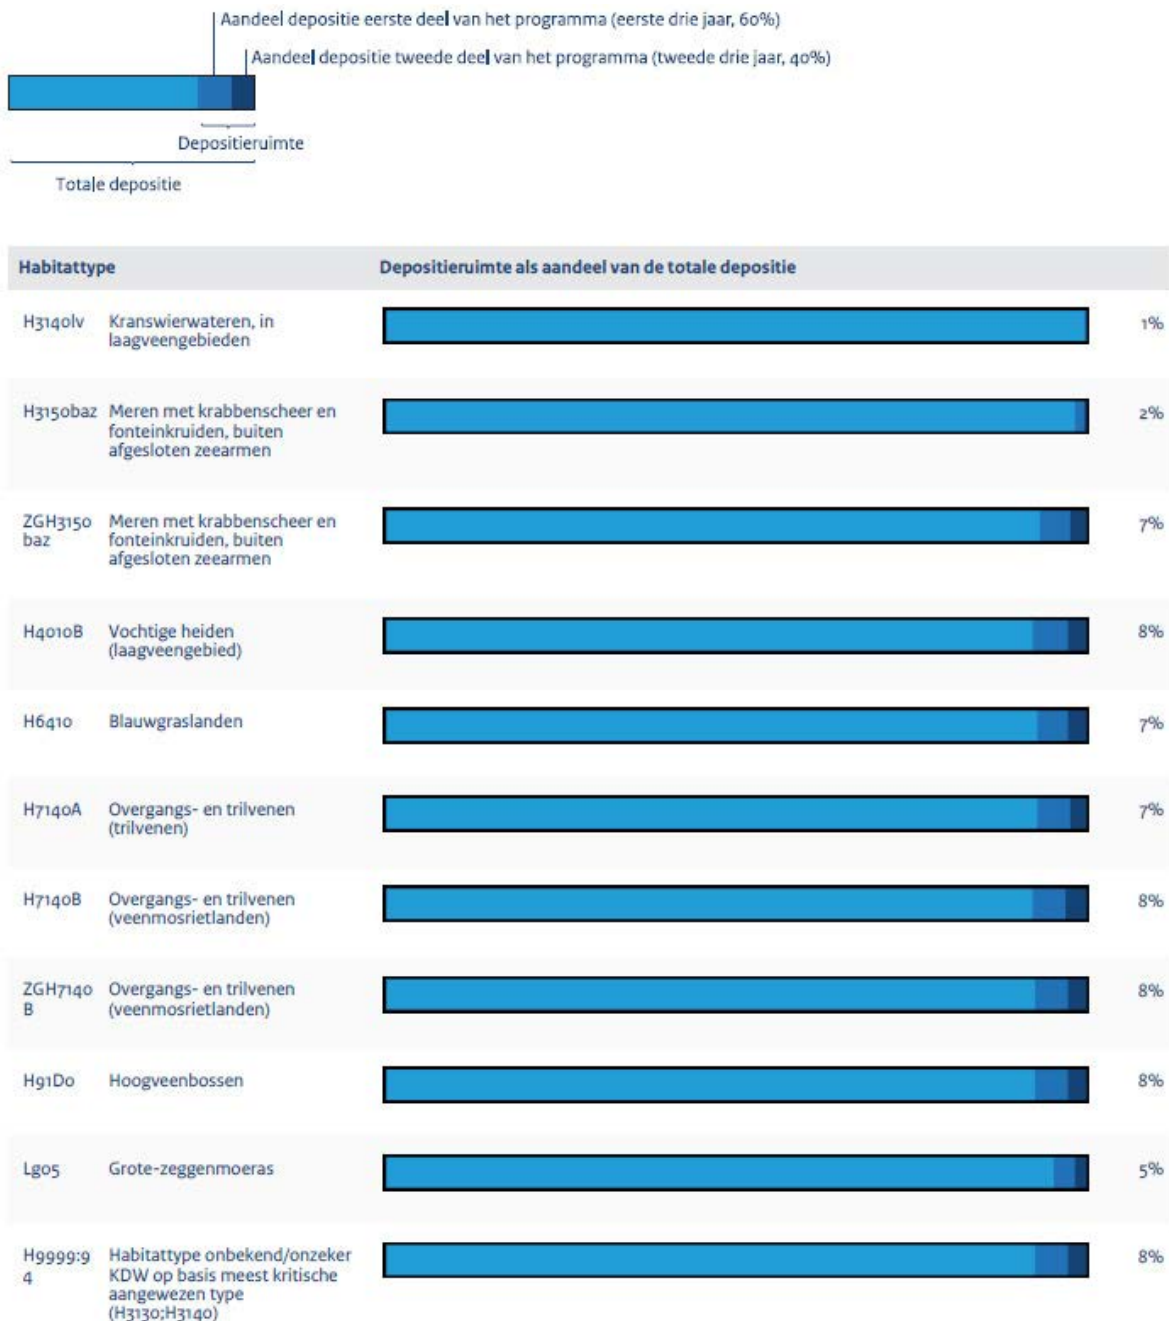 Aandeel depositie eerste deel van het programma (eerste drie jaar, 60%)
Aandeel depositie tweede deel van het programma (tweede drie jaar, 40%)
Depositieruimte
Totale depositie
Habitattype Depositieruimte als aandeel van de totale depositie
H3140lv Kranswierwateren, in 1%
laagveengebieden
H3150baz Meren met krabbenscheer en 2%
fonteinkruiden, buiten
afgesloten zeearmen
ZGH3150 Meren met krabbenscheer en 7%
baz fonteinkruiden, buiten
afgesloten zeearmen
H4010B Vochtige heiden 8%
(laagveengebied)
H6410 Blauwgraslanden 7%
H7140A Overgangs- en trilvenen 7%
(trilvenen)
H7140B Overgangs- en trilvenen 8%
(veenmosrietlanden)
ZGH7140 Overgangs- en trilvenen 8%
B (veenmosrietlanden)
H91D0 Hoogveenbossen 8%
Lg05 Grote-zeggenmoeras 5%
H9999:9 Habitattype onbekend/onzeker 8%
4 KDW op basis meest kritische
aangewezen type
(H3130;H3140)